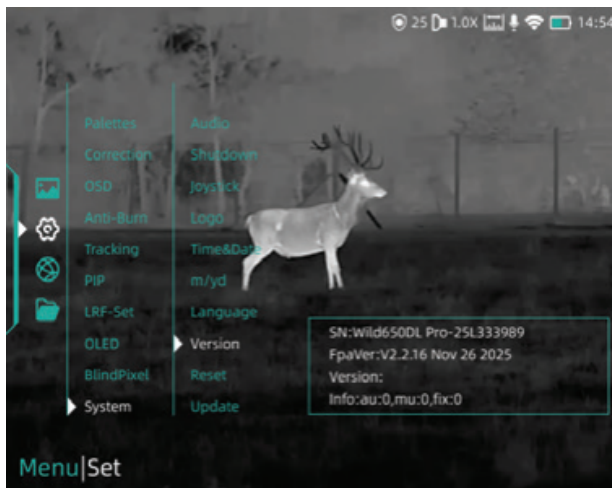 25 1.0X 14:54
Palettes
Correction
OSD
Anti-Burn
Tracking
PIP
LRF-Set
OLED
BlindPixel
System
Audio
Shutdown
Joystick
Logo
Time&Date
m/yd
Language
Version
Reset
Update
SN:Wild650DL Pro-25L333989
FpaVer:V2.2.16 Nov 26 2025
Version:
Info:au:0,mu:0,fix:0
Menu|Set